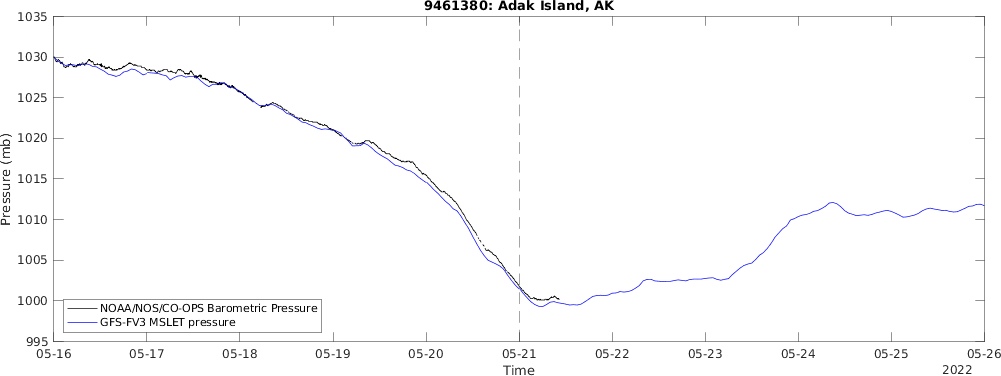 9461380: Adak Island, AK
1035
1030
1025
1020
1015
1010
1005
1000
995
Pressure (mb)
NOAA/NOS/CO-OPS Barometric Pressure
GFS-FV3 MSLET pressure
05-16 05-17 05-18 05-19 05-20 05-21 05-22 05-23 05-24 05-25 05-26
Time
2022